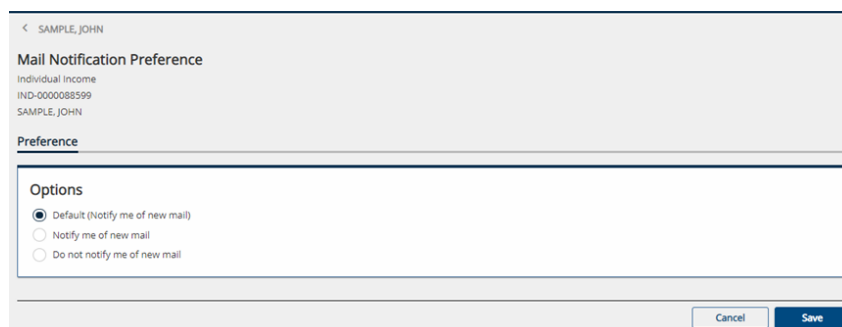 SAMPLE, JOHN
Mail Notification Preference
Individual Income
IND-0000088599
SAMPLE, JOHN
Preference
Options
Default (Notify me of new mail)
Notify me of new mail
Do not notify me of new mail
Cancel Save